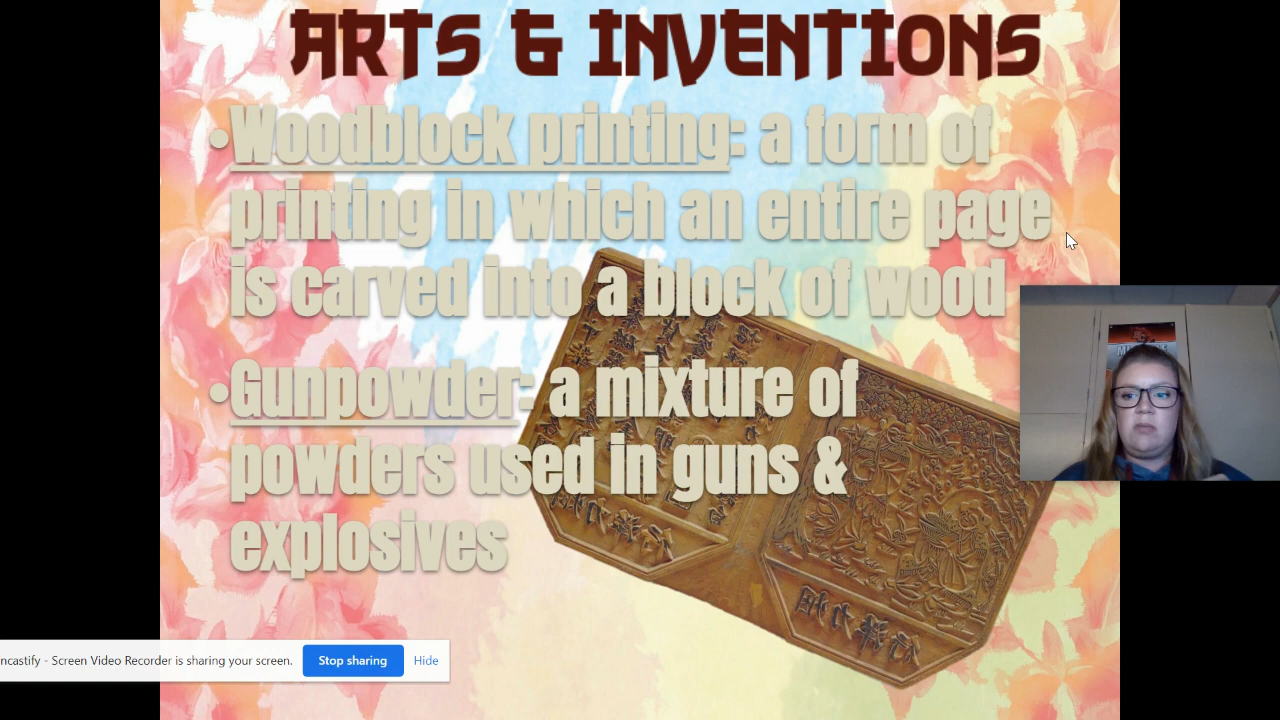 ARTS & INVENTIONS
•Woodblock printing: a form of
printing in which an entire page
is carved into a block of wood
•Gunpowder: a mixture of
powders used in guns &
explosives
ncastify - Screen Video Recorder is sharing your screen. Stop sharing Hide